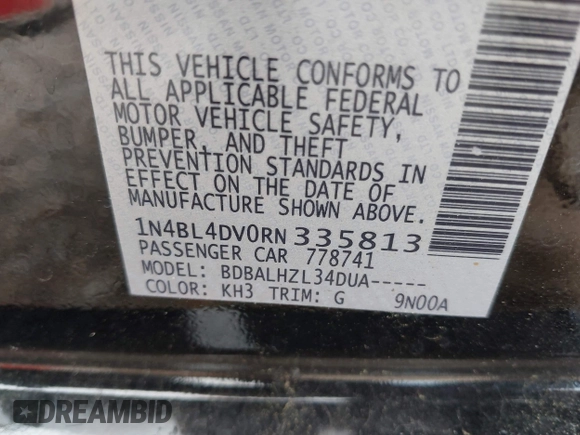 THIS VEHICLE CONFORMS TO
ALL APPLICABLE FEDERAL
MOTOR VEHICLE SAFETY,
BUMPER, AND THEFT
PREVENTION STANDARDS IN
EFFECT ON THE DATE OF
MANUFACTURE SHOWN ABOVE.
1N4BL4DV0RN335813
PASSENGER CAR 778741
MODEL: BDBALHZL34DUA-----
COLOR: KH3 TRIM: G 9N00A
DREAMBID